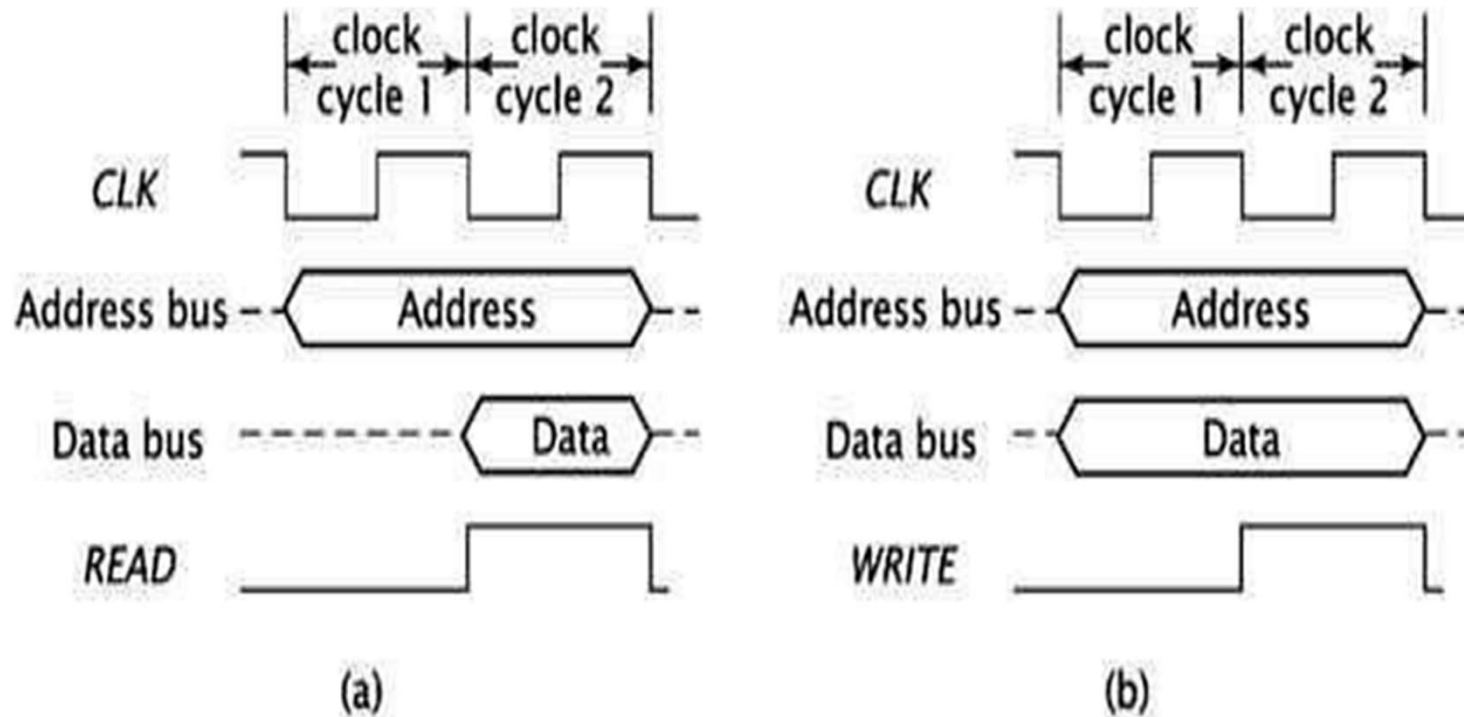 clock clock clock clock
cycle 1 cycle 2 cycle 1 cycle 2
CLK CLK
Address bus Address Address bus Address
Data bus Data Data bus Data
READ WRITE
(a) (b)